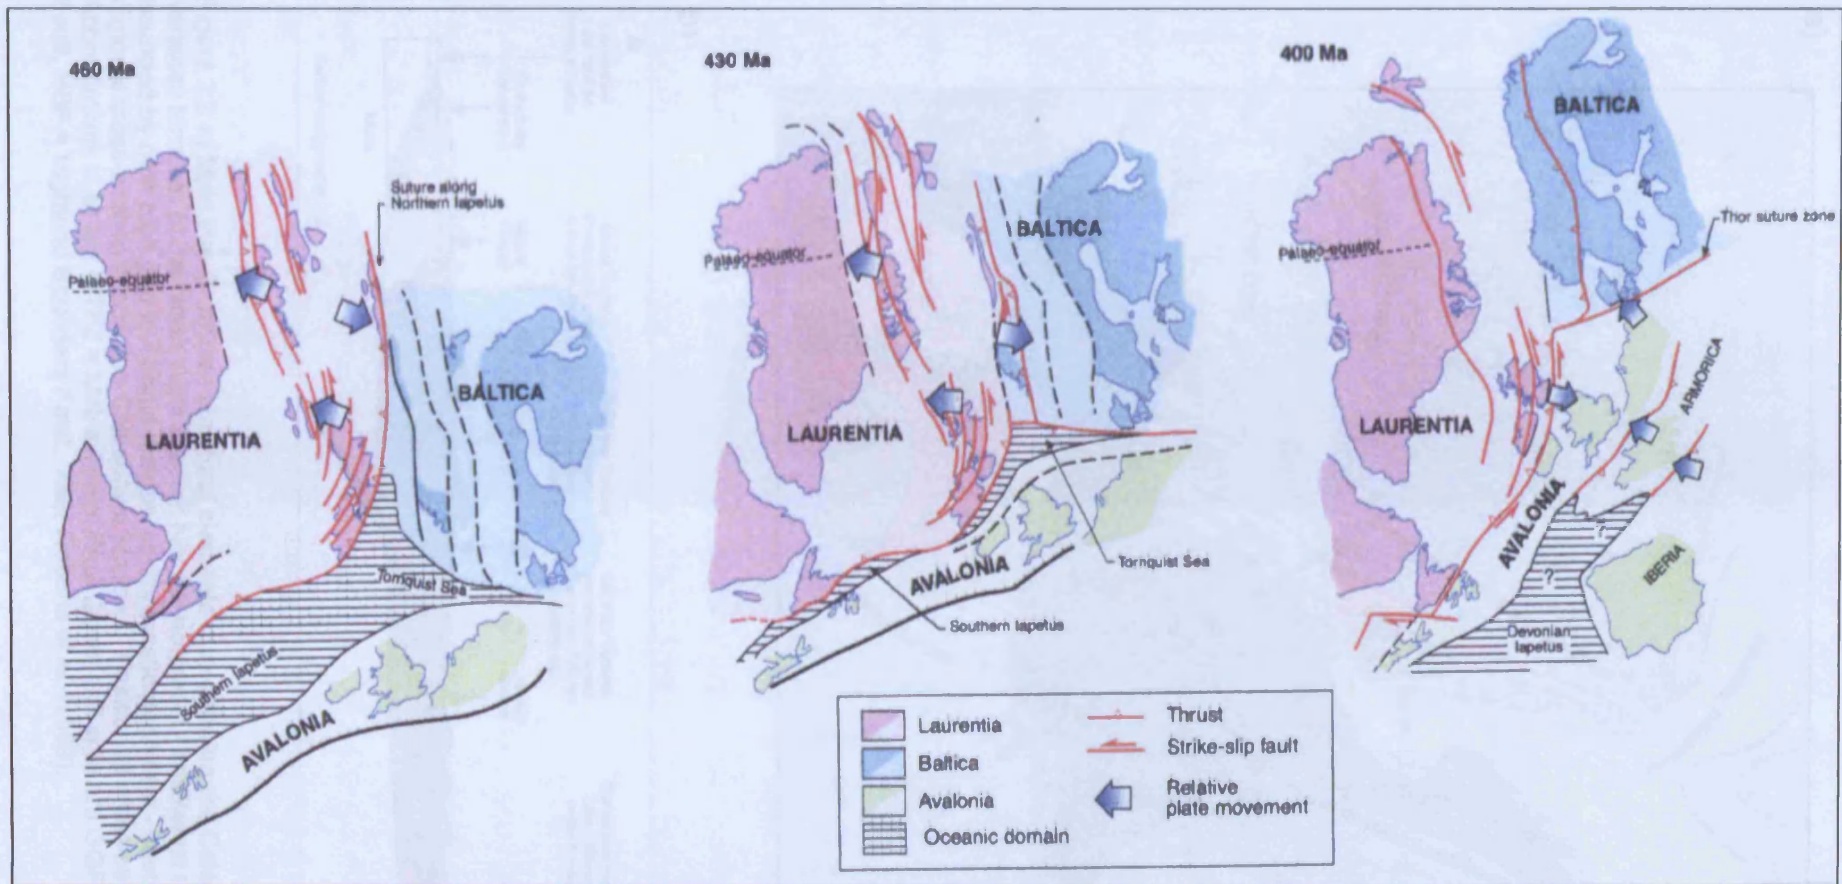 460 Ma
Suture along
Northern Iapetus
Palaeo-equator
BALTICA
LAURENTIA
Tornquist Sea
Southern Iapetus
AVALONIA
430 Ma
BALTICA
Palaeo-equator
LAURENTIA
AVALONIA
Tornquist Sea
Southern Iapetus
400 Ma
BALTICA
Thor suture zone
Palaeo-equator
LAURENTIA
ARMORICA
AVALONIA
?
?
IBERIA
Devonian
Iapetus
Laurentia
Baltica
Avalonia
Oceanic domain
Thrust
Strike-slip fault
Relative
plate movement